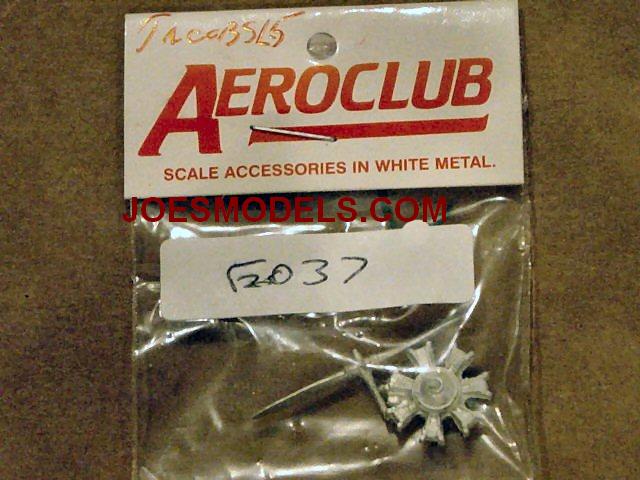 AEROCLUB
SCALE ACCESSORIES IN WHITE METAL.
JOESMODELS.COM
E037